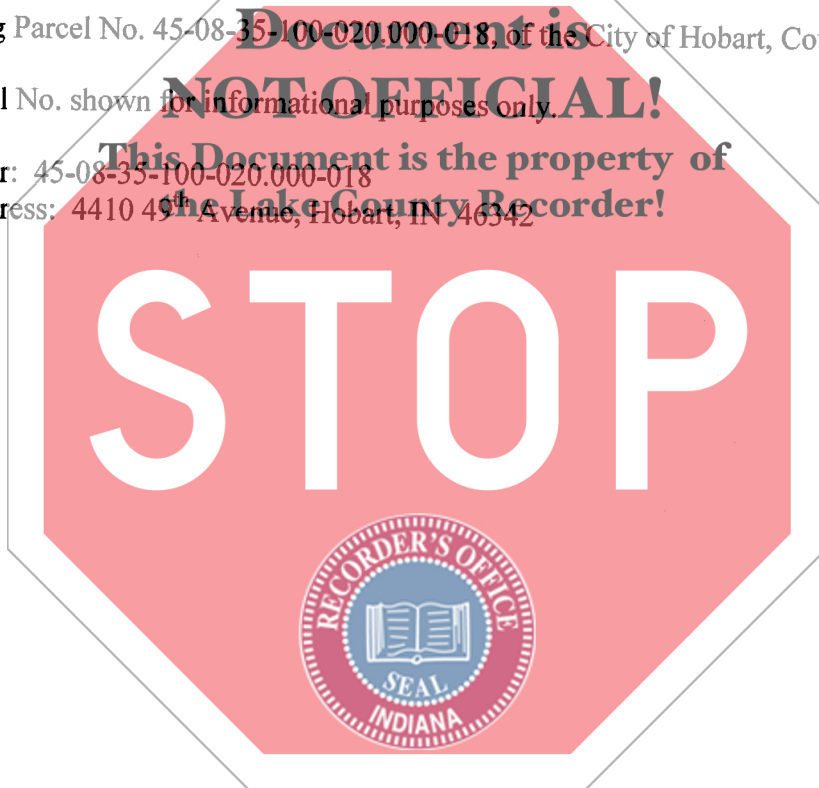 g Parcel No. 45-08-35-100-020.000-018, of the City of Hobart, Cou
Document is
NOT OFFICIAL!
l No. shown for informational purposes only.
This Document is the property of
r: 45-08-35-100-020.000-018
the Lake County Recorder!
ress: 4410 49th Avenue, Hobart, IN 46342
STOP
RECORDER'S OFFICE
SEAL
INDIANA